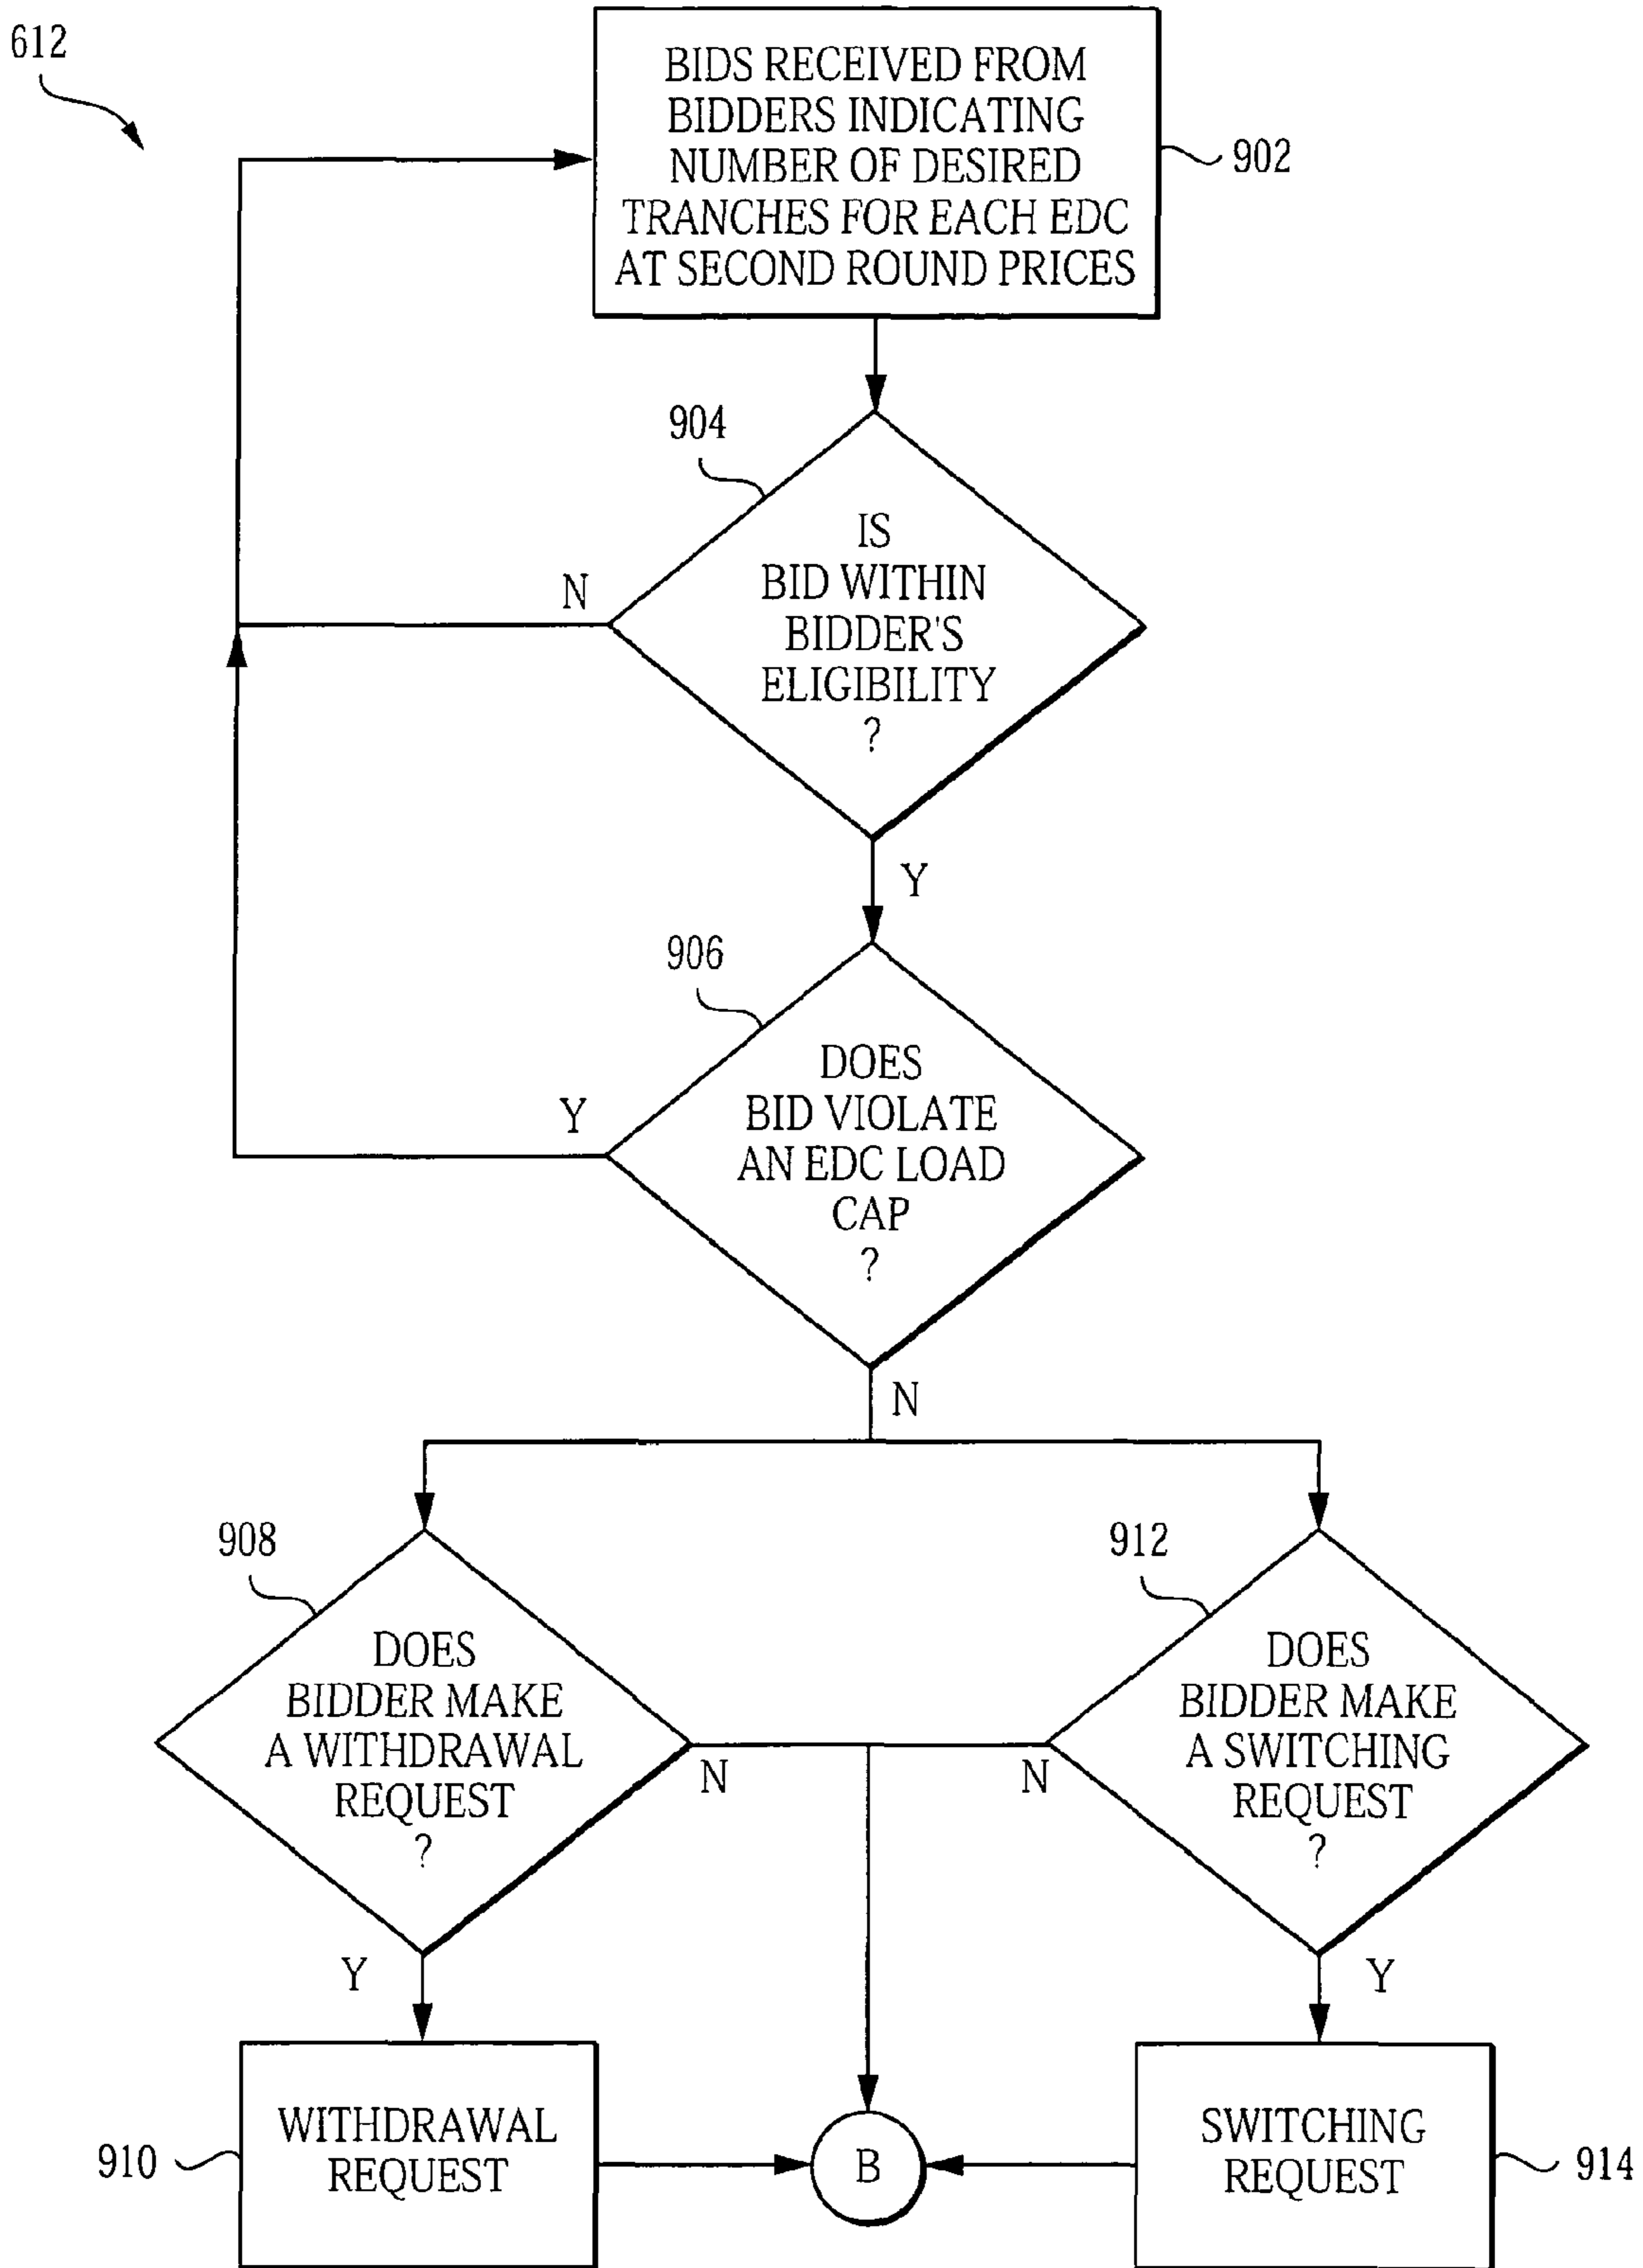 612
BIDS RECEIVED FROM
BIDDERS INDICATING
NUMBER OF DESIRED
TRANCHES FOR EACH EDC
AT SECOND ROUND PRICES
902
904
IS
BID WITHIN
BIDDER'S
ELIGIBILITY
?
N
Y
906
DOES
BID VIOLATE
AN EDC LOAD
CAP
?
Y
N
908
DOES
BIDDER MAKE
A WITHDRAWAL
REQUEST
?
N
Y
912
DOES
BIDDER MAKE
A SWITCHING
REQUEST
?
N
Y
910
WITHDRAWAL
REQUEST
B
SWITCHING
REQUEST
914